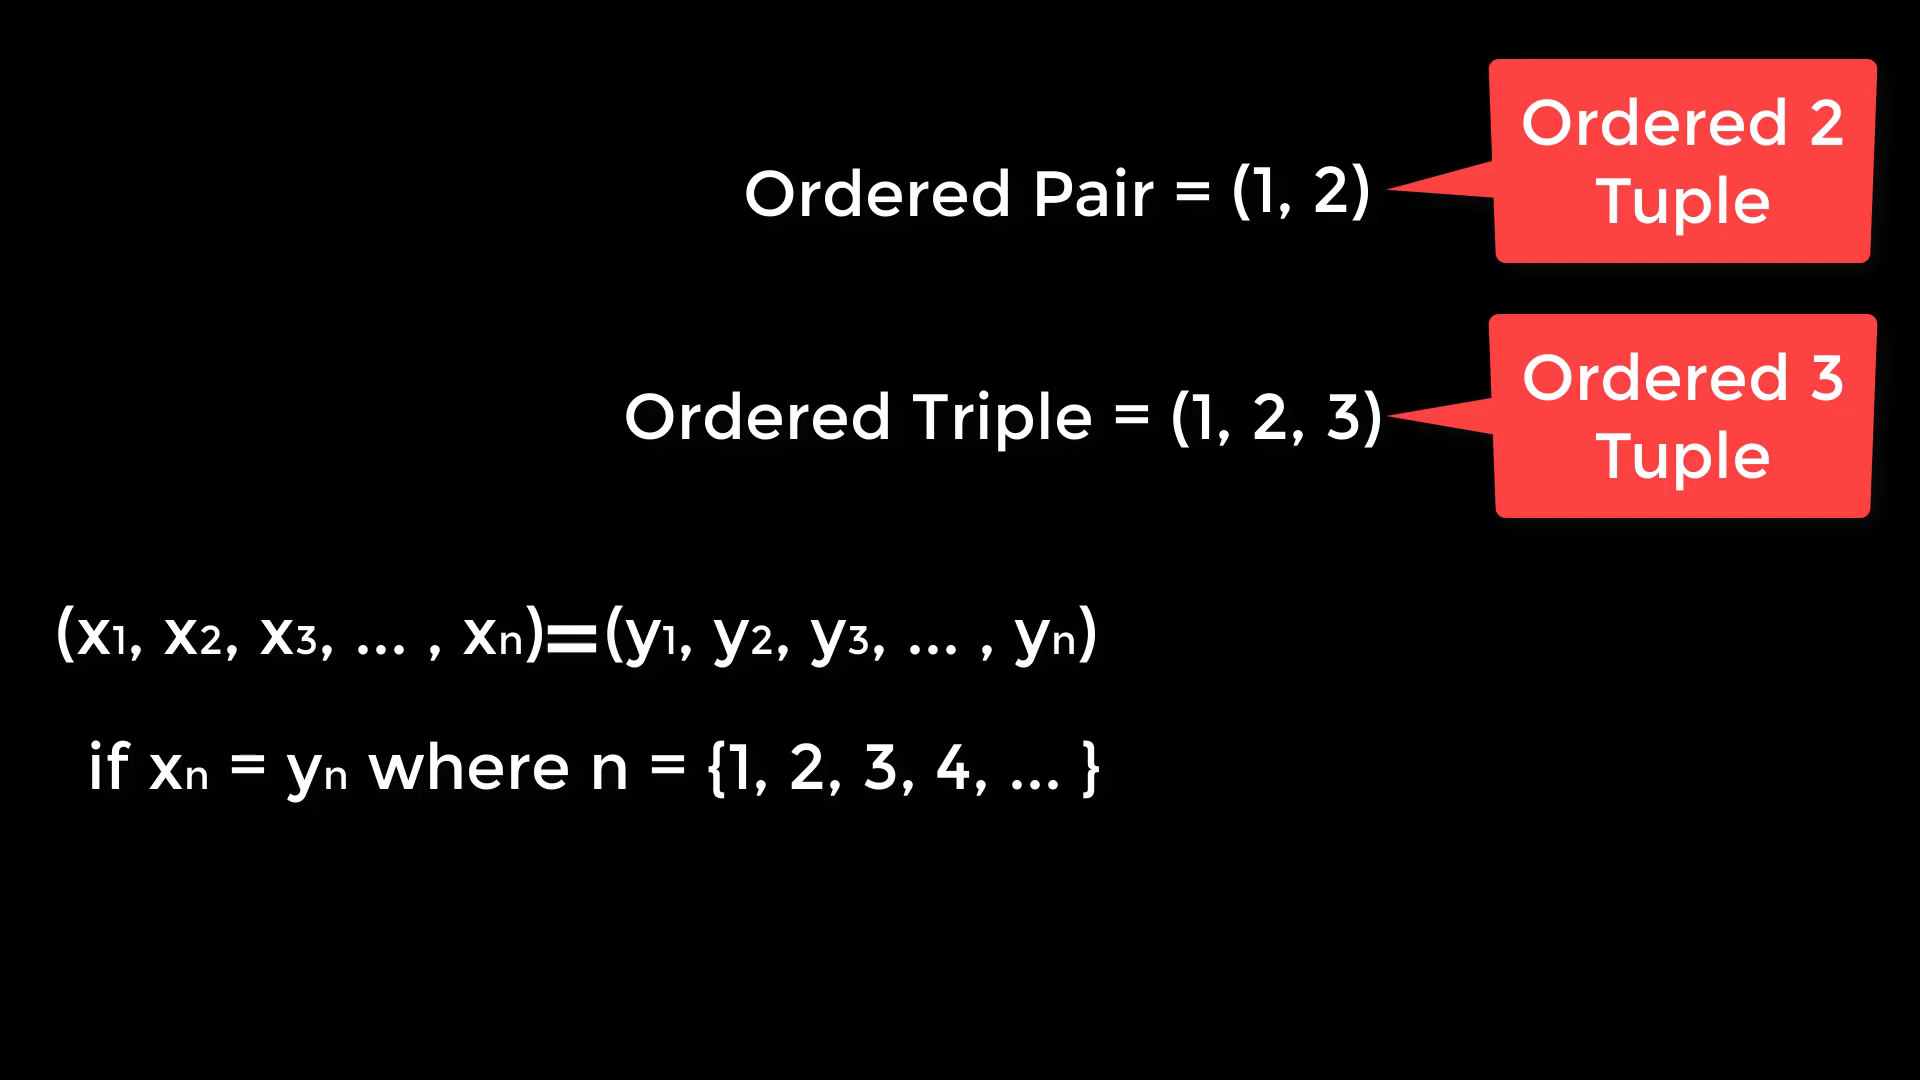 Ordered 2
Tuple
Ordered Pair = (1, 2)
Ordered 3
Tuple
Ordered Triple = (1, 2, 3)
(x₁, x₂, x₃, ... , xₙ)=(y₁, y₂, y₃, ... , yₙ)
if xₙ = yₙ where n = {1, 2, 3, 4, ... }